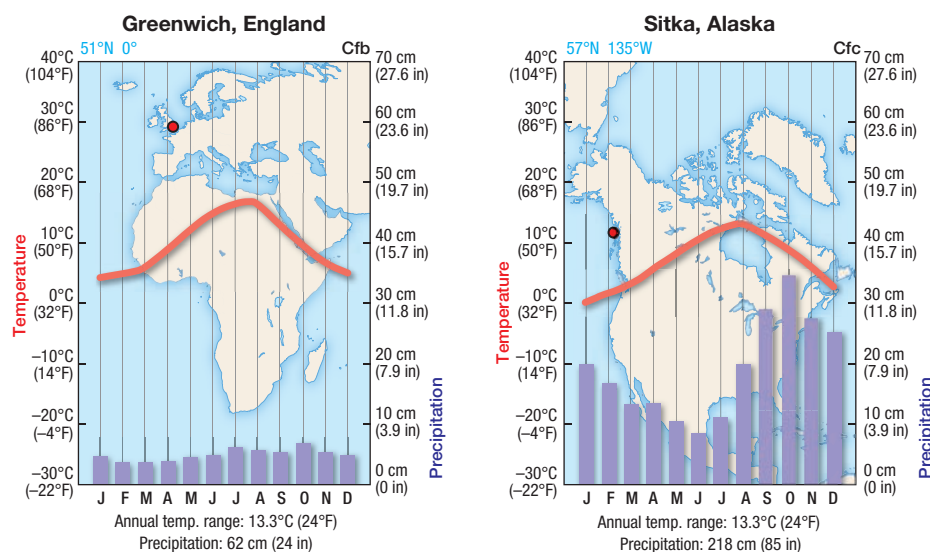 Greenwich, England
51°N 0°
Cfb
40°C
(104°F)
30°C
(86°F)
20°C
(68°F)
10°C
(50°F)
0°C
(32°F)
–10°C
(14°F)
–20°C
(–4°F)
–30°C
(–22°F)
Temperature
70 cm
(27.6 in)
60 cm
(23.6 in)
50 cm
(19.7 in)
40 cm
(15.7 in)
30 cm
(11.8 in)
20 cm
(7.9 in)
10 cm
(3.9 in)
0 cm
(0 in)
Precipitation
J F M A M J J A S O N D
Annual temp. range: 13.3°C (24°F)
Precipitation: 62 cm (24 in)
Sitka, Alaska
57°N 135°W
Cfc
40°C
(104°F)
30°C
(86°F)
20°C
(68°F)
10°C
(50°F)
0°C
(32°F)
–10°C
(14°F)
–20°C
(–4°F)
–30°C
(–22°F)
Temperature
70 cm
(27.6 in)
60 cm
(23.6 in)
50 cm
(19.7 in)
40 cm
(15.7 in)
30 cm
(11.8 in)
20 cm
(7.9 in)
10 cm
(3.9 in)
0 cm
(0 in)
Precipitation
J F M A M J J A S O N D
Annual temp. range: 13.3°C (24°F)
Precipitation: 218 cm (85 in)